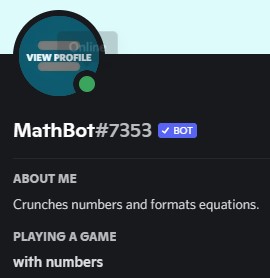 Online
VIEW PROFILE
MathBot#7353 BOT
ABOUT ME
Crunches numbers and formats equations.
PLAYING A GAME
with numbers